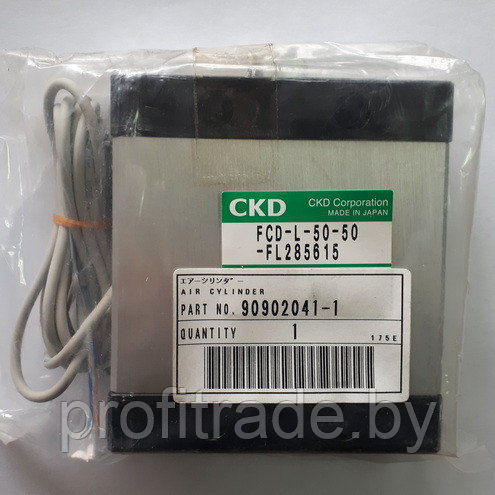 CKD
CKD Corporation
MADE IN JAPAN
FCD-L-50-50
-FL285615
エアーシリンダー
AIR CYLINDER
PART NO. 90902041-1
QUANTITY 1 175E
profitrade.by